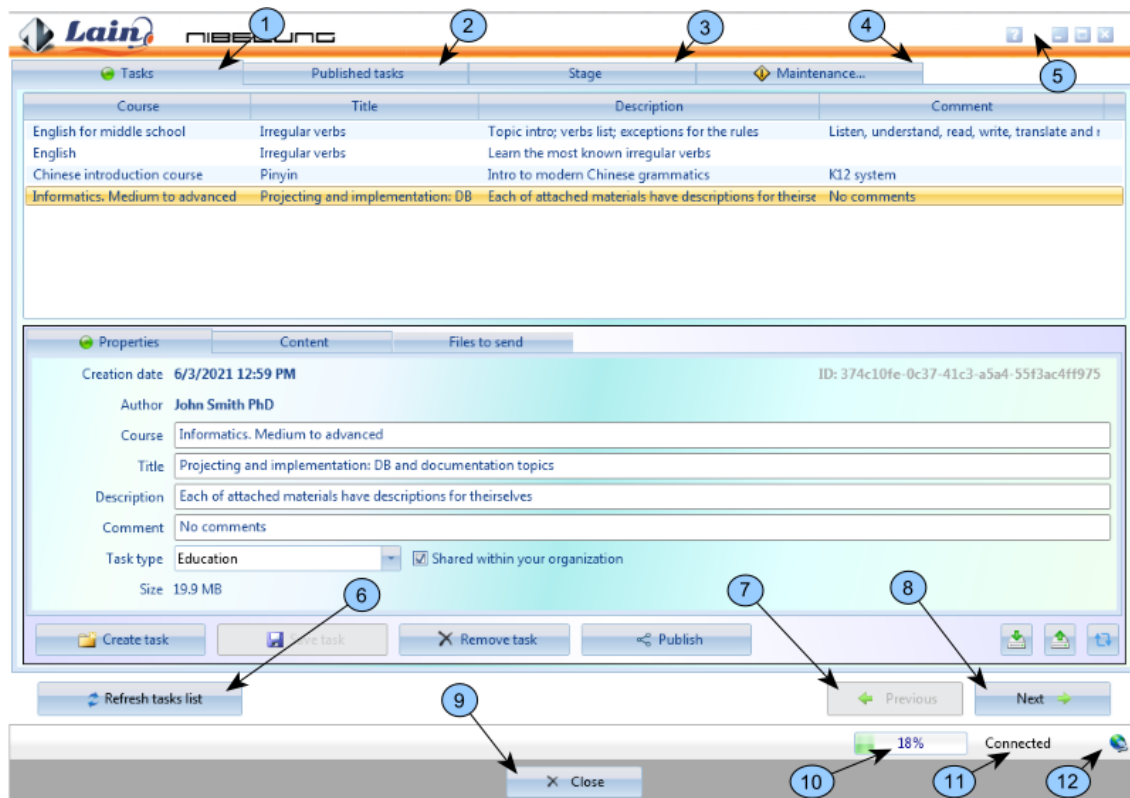 1 2 3 4
Lain NIBELUNG ? 5
Tasks Published tasks Stage Maintenance...
Course Title Description Comment
English for middle school Irregular verbs Topic intro; verbs list; exceptions for the rules Listen, understand, read, write, translate and
English Irregular verbs Learn the most known irregular verbs
Chinese introduction course Pinyin Intro to modern Chinese grammatics K12 system
Informatics. Medium to advanced Projecting and implementation: DB Each of attached materials have descriptions for No comments
Properties Content Files to send
Creation date 6/3/2021 12:59 PM ID: 374c10fe-0c37-41c3-a5a4-55f3ac4ff975
Author John Smith PhD
Course Informatics. Medium to advanced
Title Projecting and implementation: DB and documentation topics
Description Each of attached materials have descriptions for theirselves
Comment No comments
Task type Education Shared within your organization
Size 19.9 MB 6 7 8
Create task Save task Remove task Publish
Refresh tasks list 9 Previous Next
18% Connected
Close 10 11 12